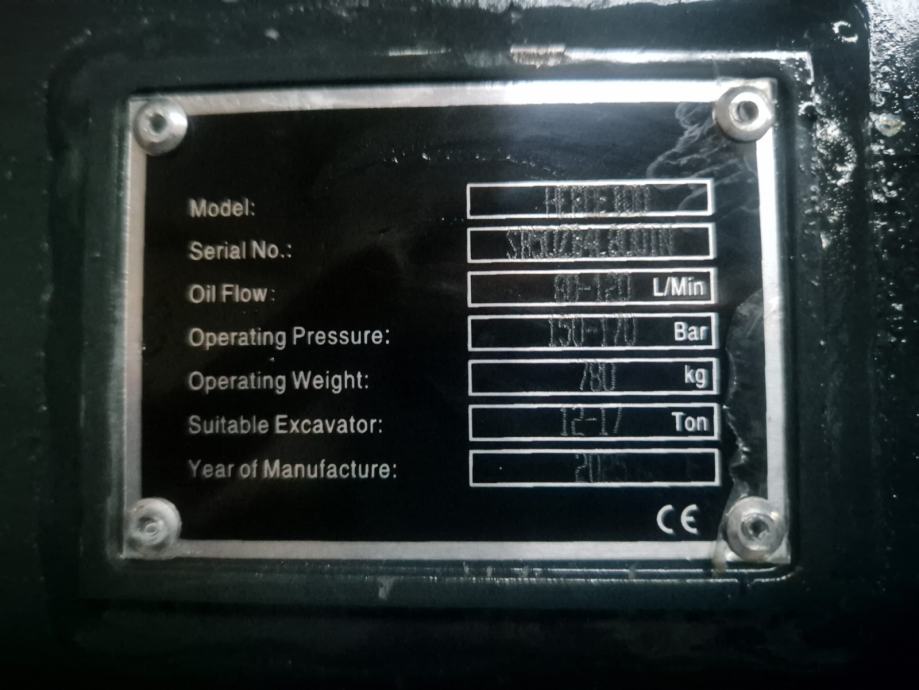 Model:
Serial No.:
Oil Flow: 80-120 L/Min
Operating Pressure: 150-170 Bar
Operating Weight: 780 kg
Suitable Excavator: 12-17 Ton
Year of Manufacture:
CE